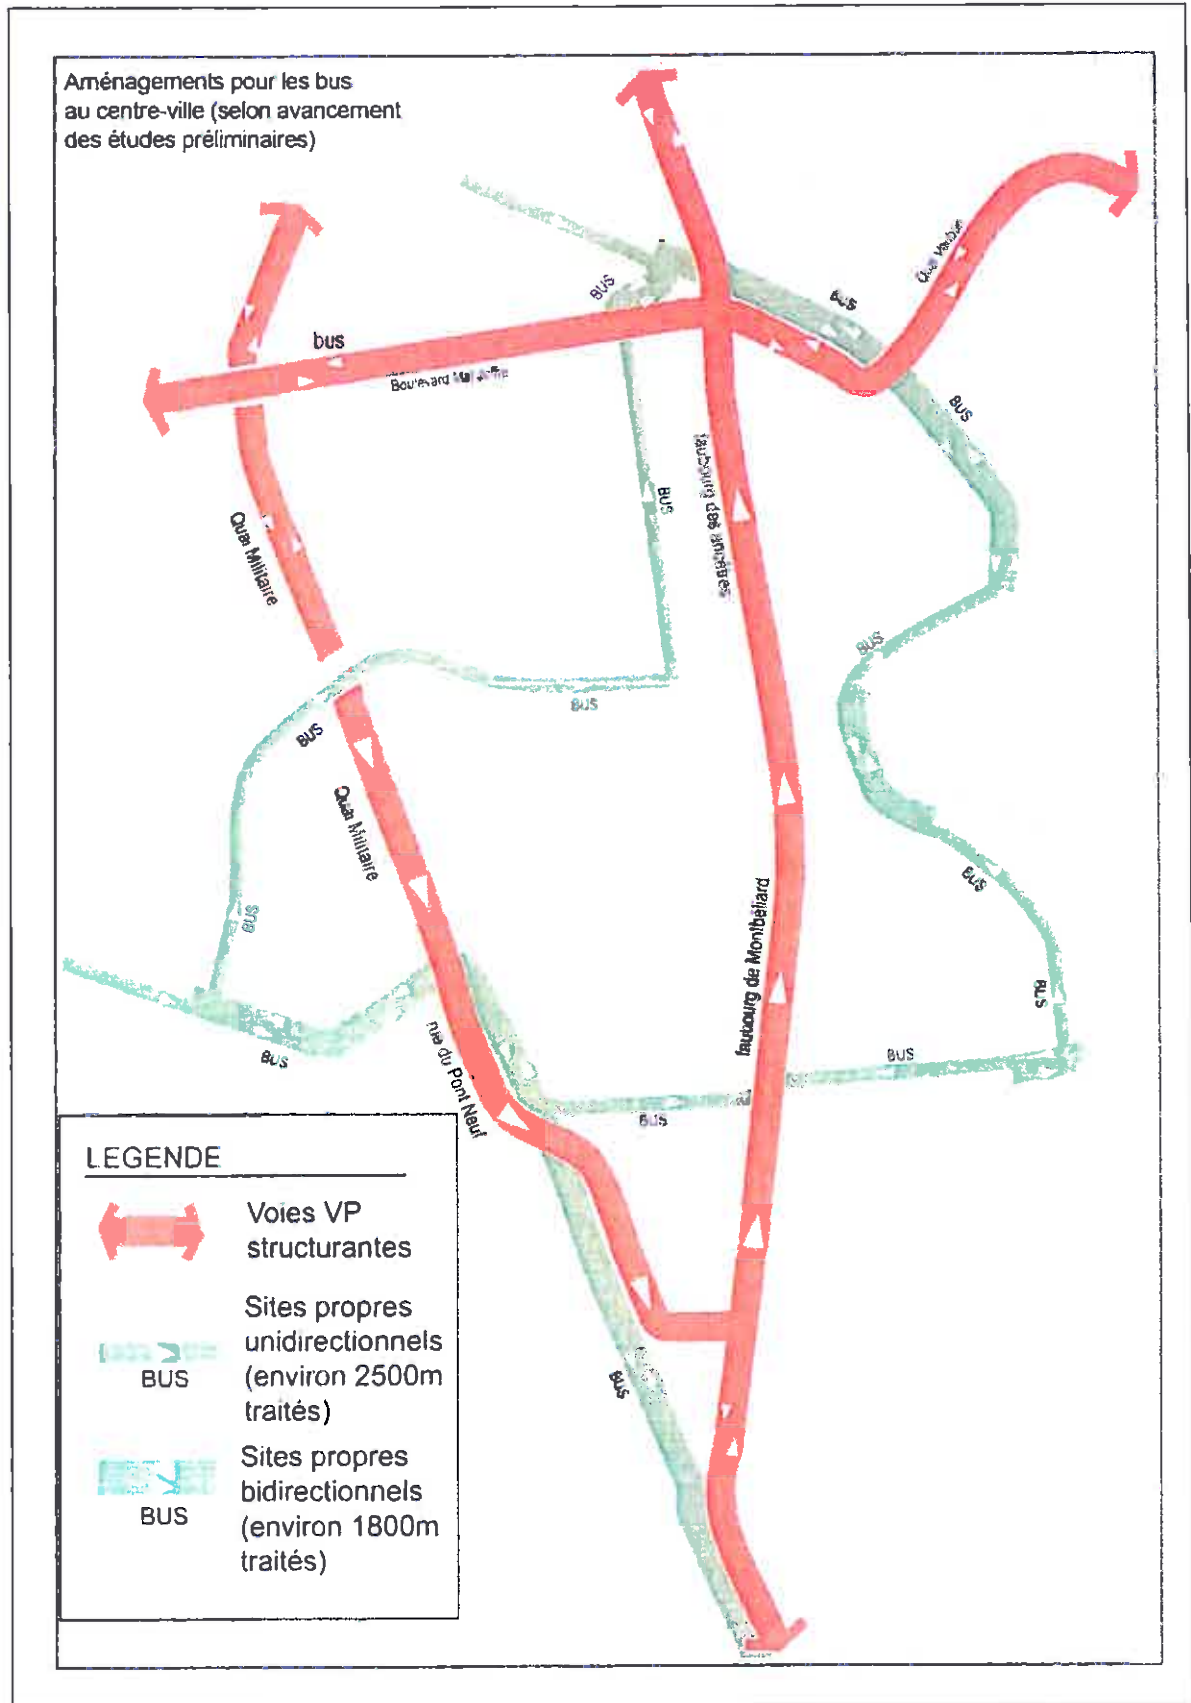 Aménagements pour les bus
au centre-ville (selon avancement
des études préliminaires)
BUS
BUS
Quai Vauban
bus
Boulevard
BUS
BUS
faubourg des ancêtres
Quai Militaire
BUS
BUS
BUS
Quai Militaire
BUS
faubourg de Montbéliard
BUS
BUS
BUS
rue du Pont Neuf
BUS
BUS
BUS
LEGENDE
Voies VP
structurantes
Sites propres
unidirectionnels
(environ 2500m
traités)
BUS
Sites propres
bidirectionnels
(environ 1800m
traités)
BUS